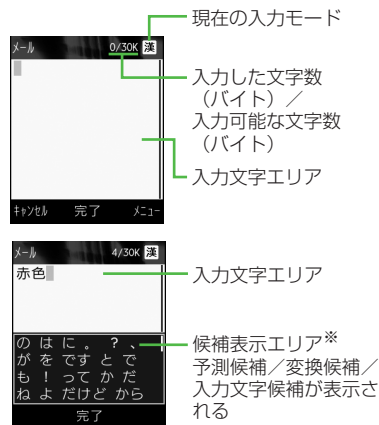 現在の入力モード
メール 0/30K 漢
入力した文字数
(バイト)/
入力可能な文字数
(バイト)
入力文字エリア
キャンセル 完了 メニュー
メール 4/30K 漢
赤色
入力文字エリア
の は に 。 ? 、
が を です と で
も ! って か だ
ね よ だけど から
完了
候補表示エリア※
予測候補/変換候補/
入力文字候補が表示さ
れる